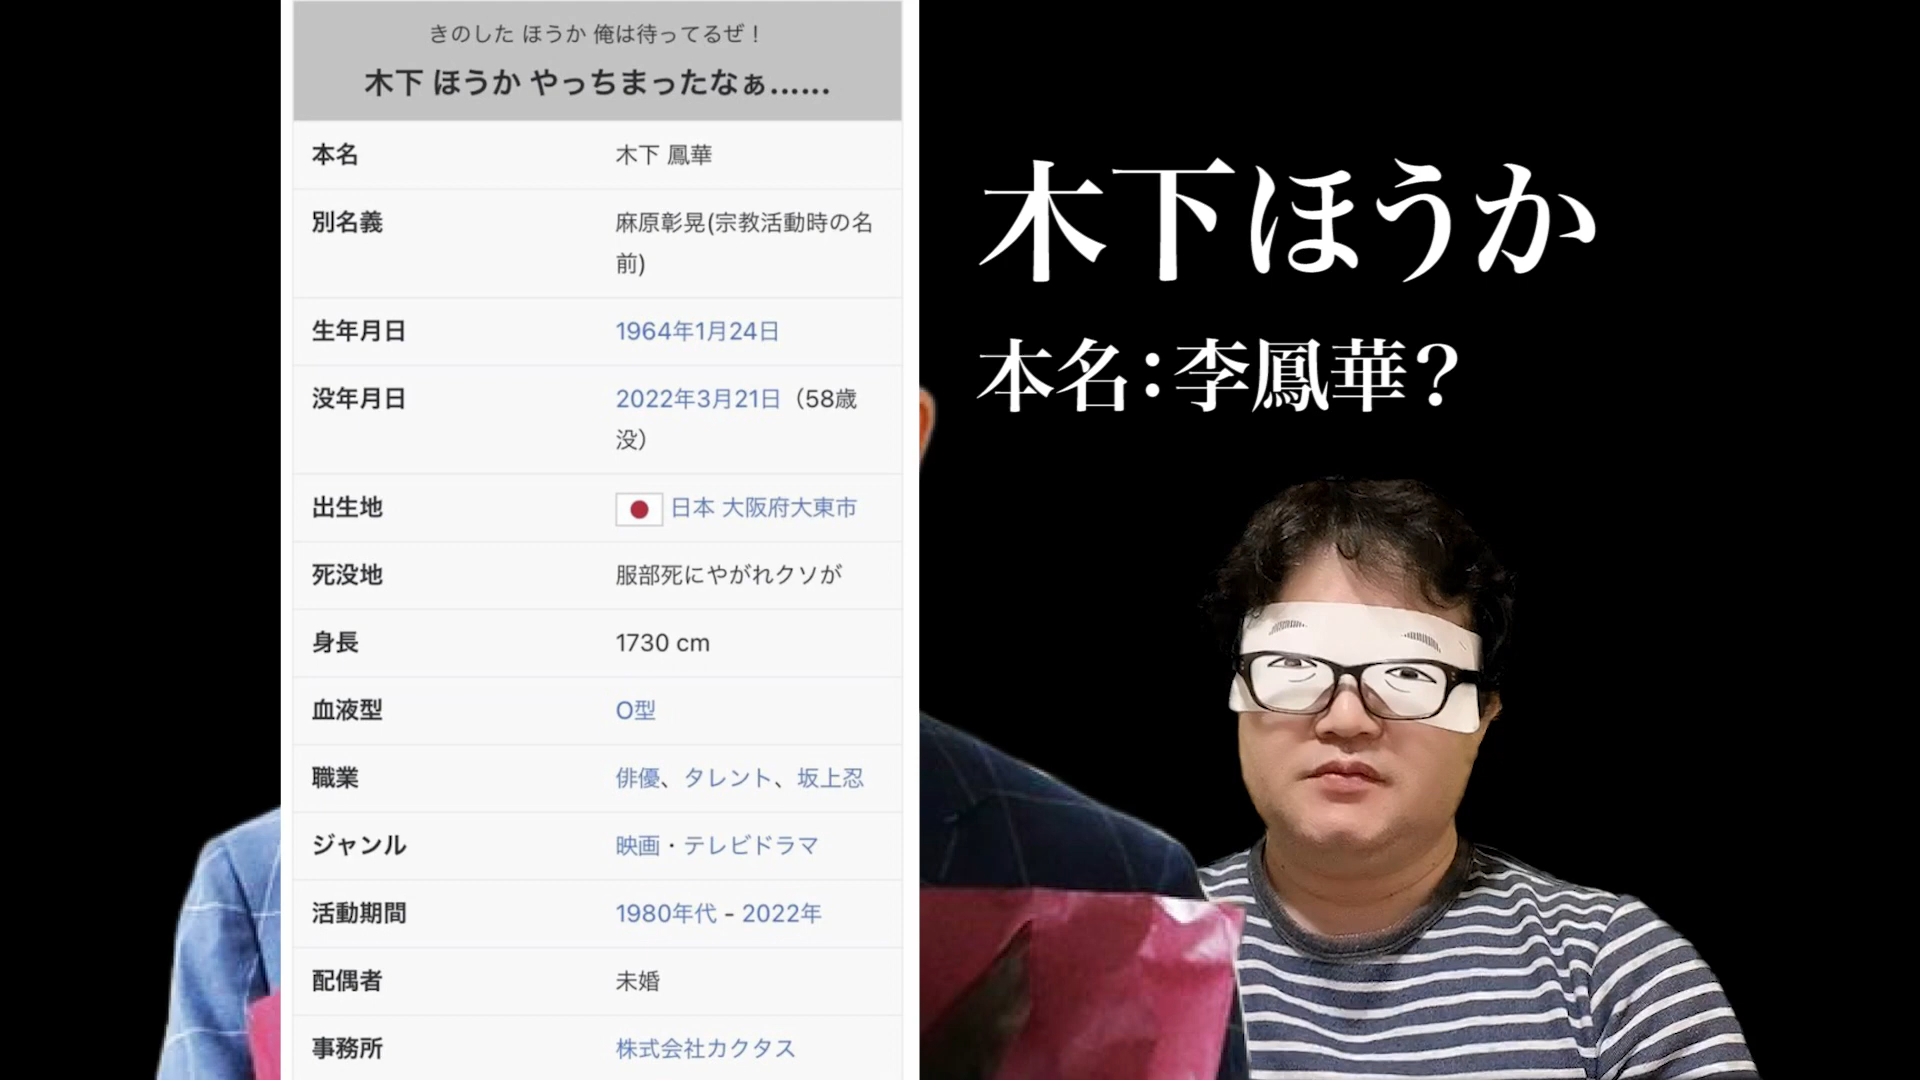 きのした ほうか 俺は待ってるぜ！
木下 ほうか やっちまったなぁ……
本名 木下 鳳華
別名義 麻原彰晃(宗教活動時の名
前)
生年月日 1964年1月24日
没年月日 2022年3月21日（58歳
没）
出生地 日本 大阪府大東市
死没地 服部死にやがれクソが
身長 1730 cm
血液型 O型
職業 俳優、タレント、坂上忍
ジャンル 映画・テレビドラマ
活動期間 1980年代 - 2022年
配偶者 未婚
事務所 株式会社カクタス
木下ほうか
本名：李鳳華？